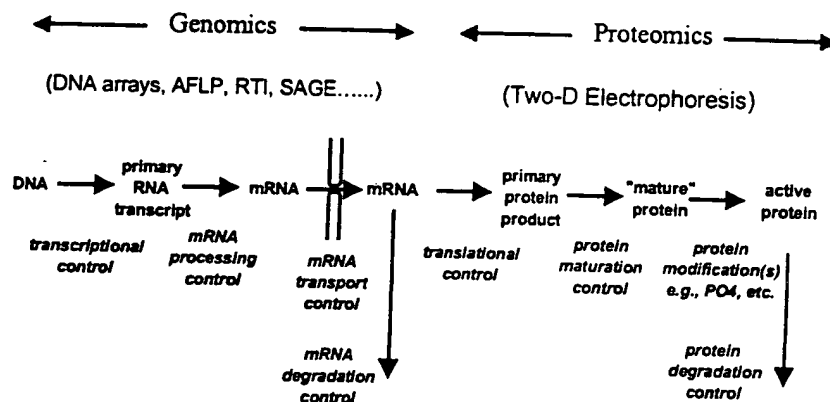 Genomics
Proteomics
(DNA arrays, AFLP, RTI, SAGE......)
(Two-D Electrophoresis)
DNA
primary
RNA
transcript
mRNA
mRNA
primary
protein
product
"mature"
protein
active
protein
transcriptional
control
mRNA
processing
control
mRNA
transport
control
translational
control
protein
maturation
control
protein
modification(s)
e.g., PO4, etc.
mRNA
degradation
control
protein
degradation
control